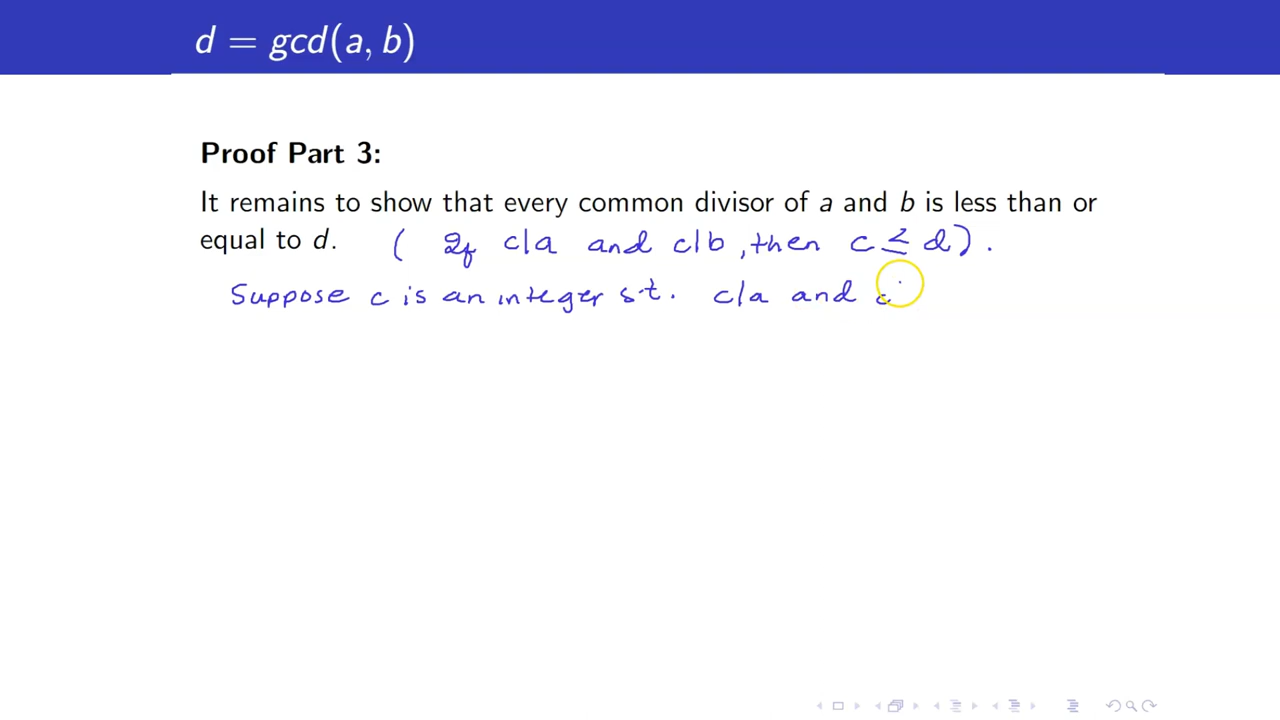 d = gcd(a, b)
Proof Part 3:
It remains to show that every common divisor of a and b is less than or
equal to d. ( If c|a and c|b, then c ≤ d).
Suppose c is an integer s.t. c|a and c